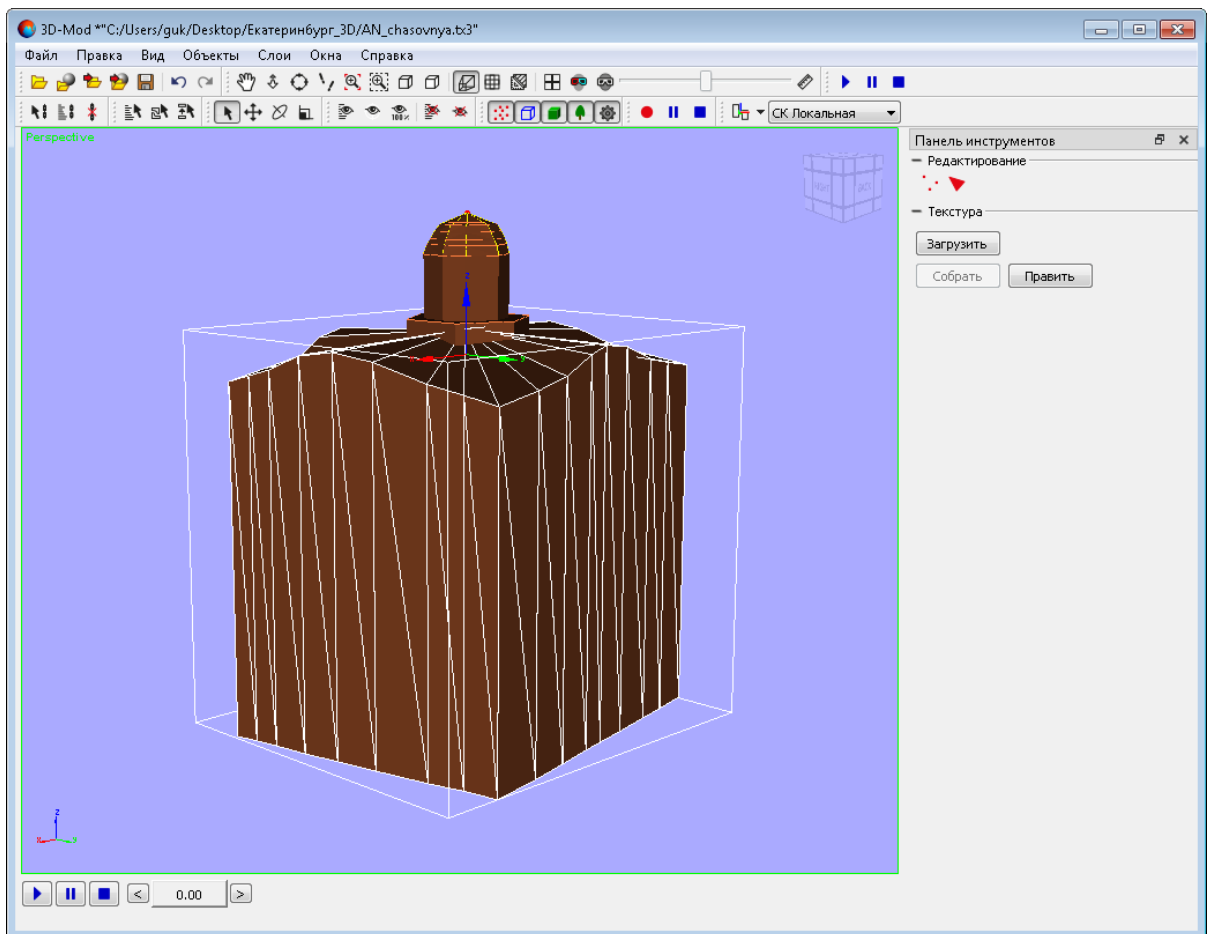 3D-Mod *"C:/Users/guk/Desktop/Екатеринбург_3D/AN_chasovnya.tx3"
Файл Правка Вид Объекты Слои Окна Справка
100%
СК Локальная
Perspective
Панель инструментов
Редактирование
Текстура
Загрузить
Собрать Править
z
x y
z
x y
< 0.00 >